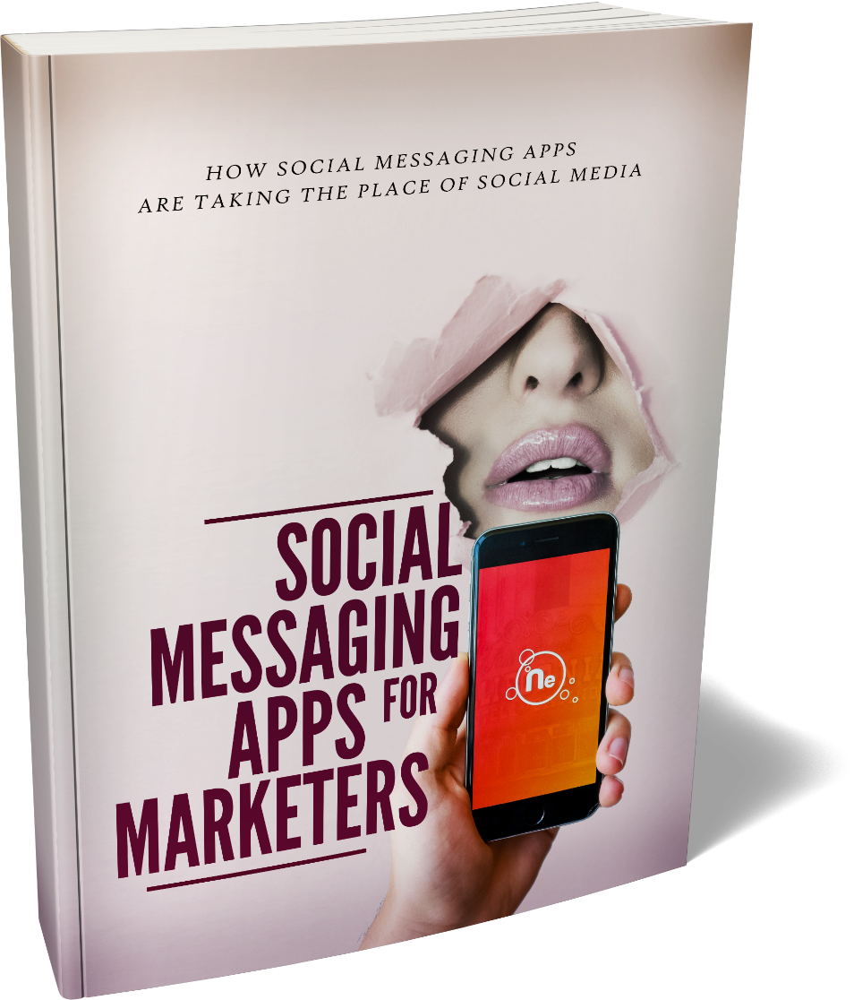 HOW SOCIAL MESSAGING APPS
ARE TAKING THE PLACE OF SOCIAL MEDIA
SOCIAL
MESSAGING
APPS FOR
MARKETERS
ne